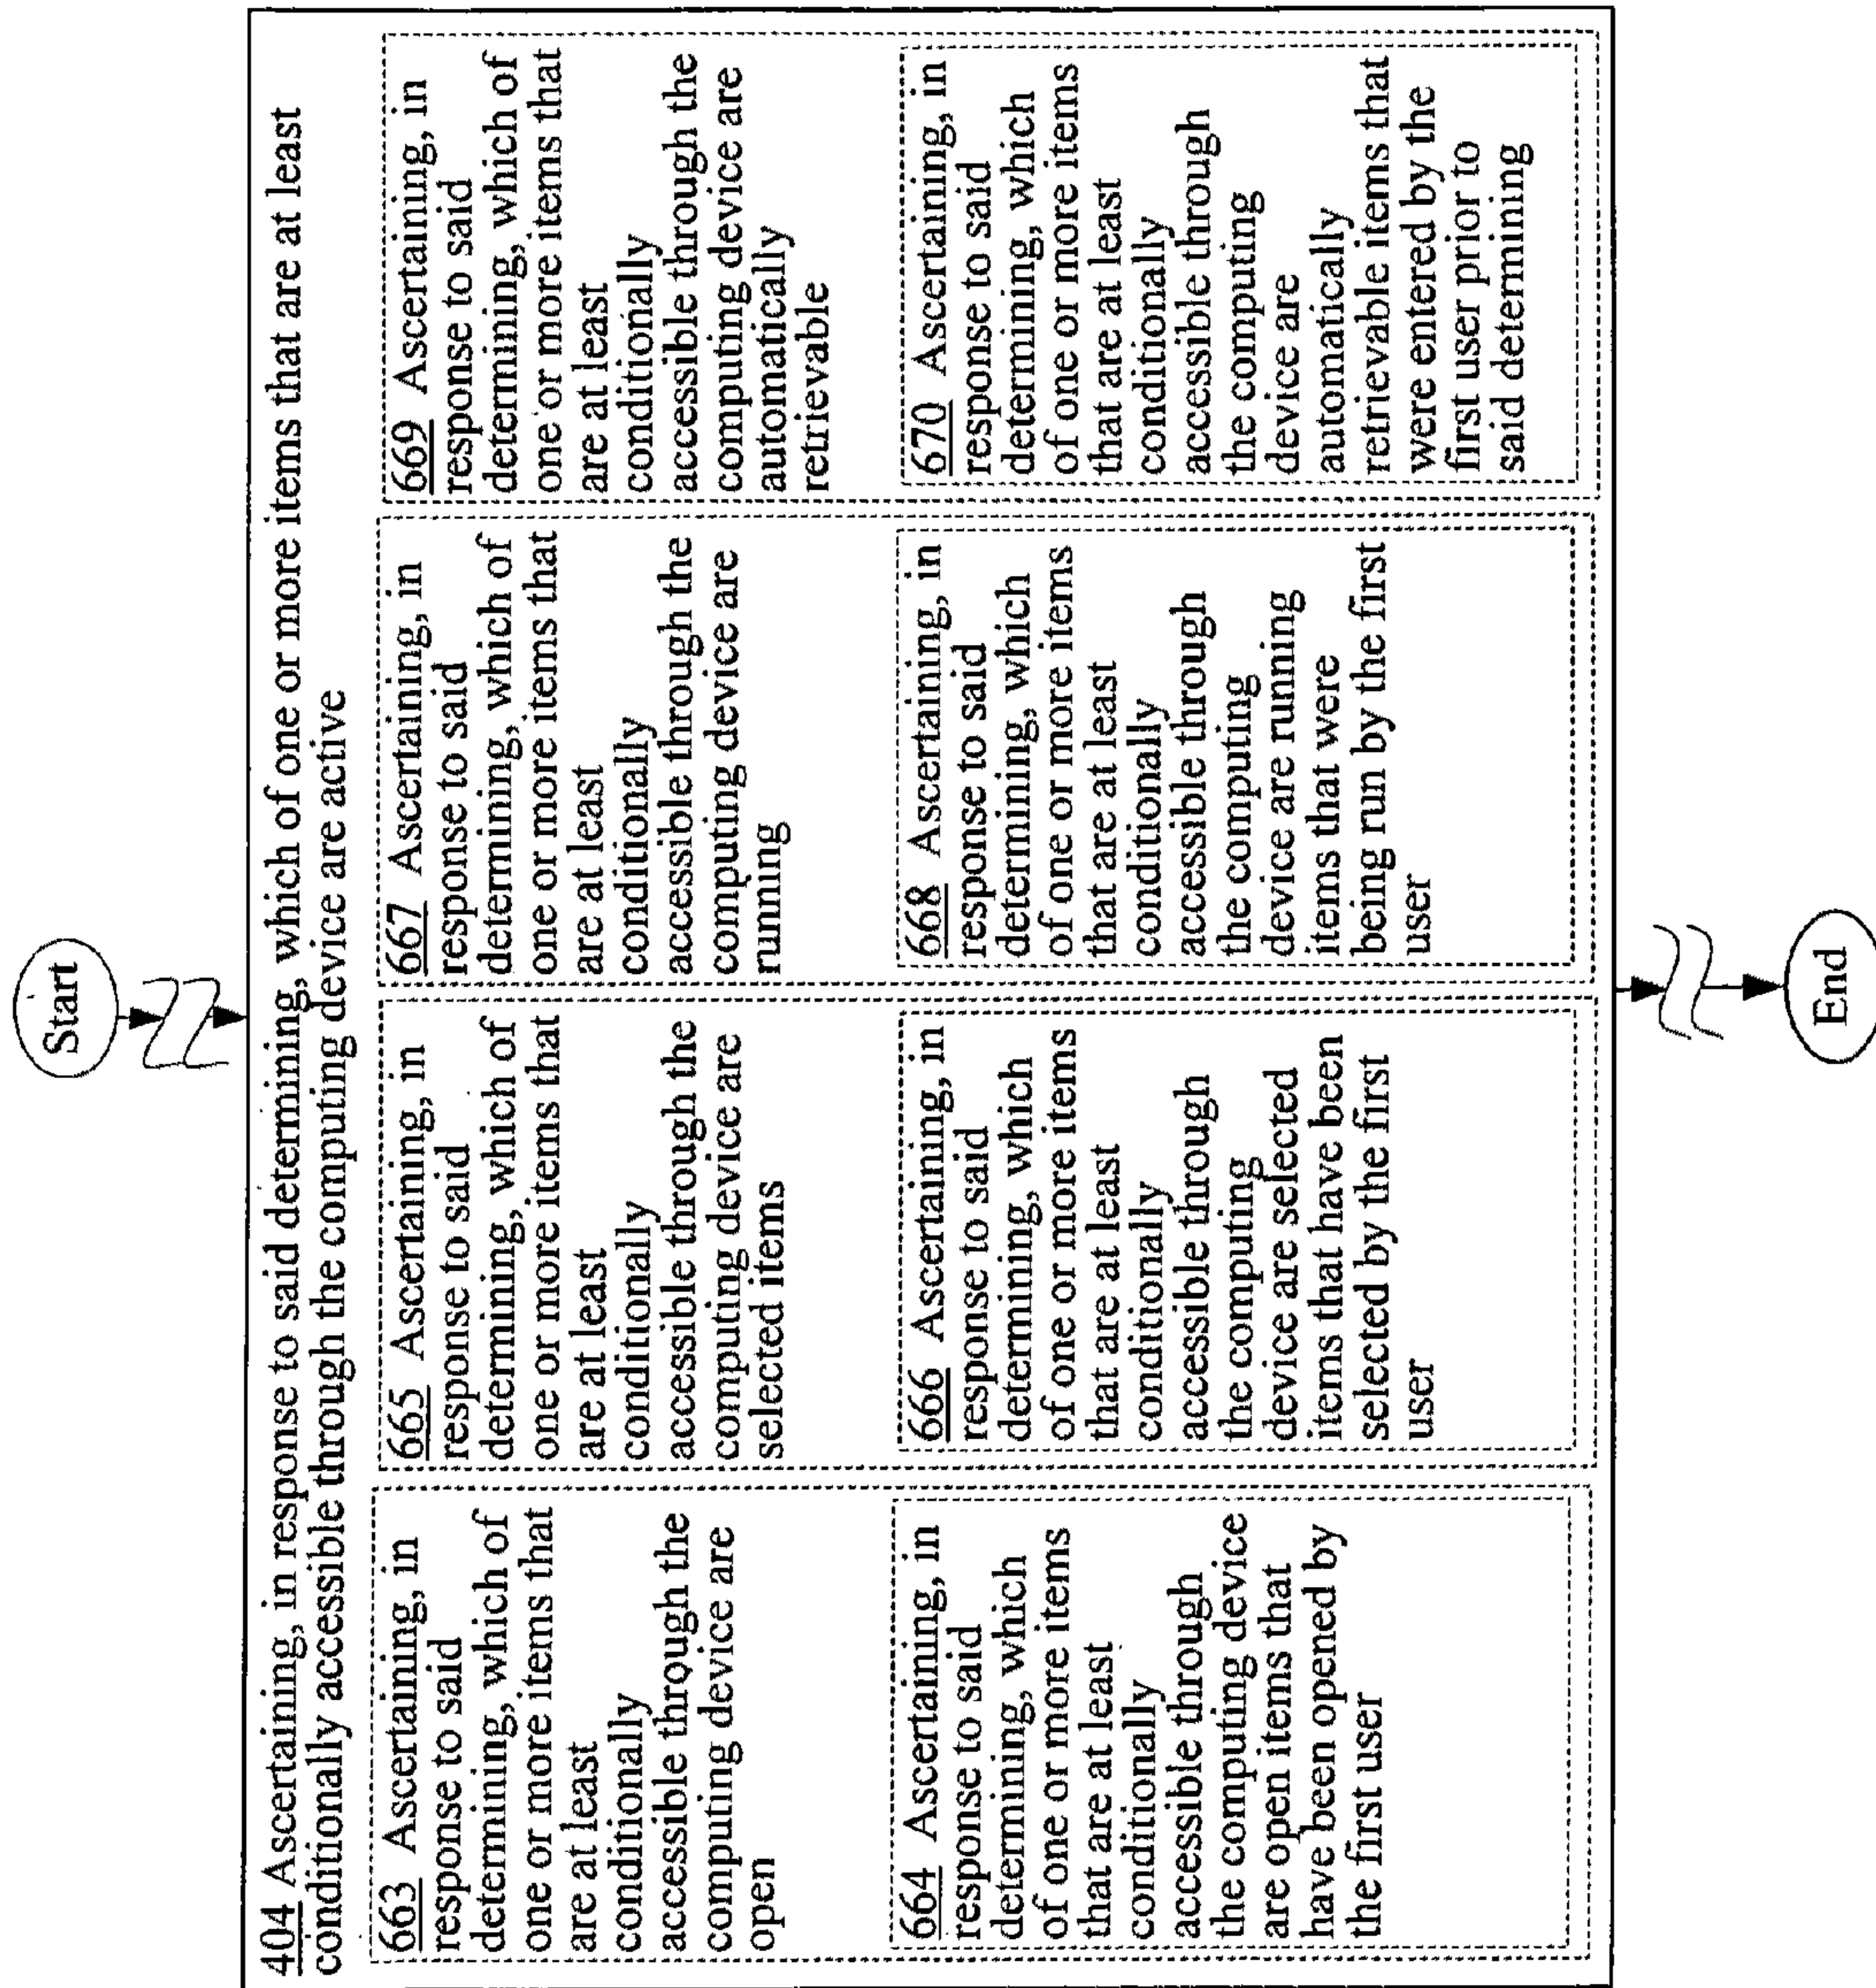 Start
404 Ascertaining, in response to said determining, which of one or more items that are at least
conditionally accessible through the computing device are active
663 Ascertaining, in
response to said
determining, which of
one or more items that
are at least
conditionally
accessible through the
computing device are
open
664 Ascertaining, in
response to said
determining, which
of one or more items
that are at least
conditionally
accessible through
the computing device
are open items that
have been opened by
the first user
665 Ascertaining, in
response to said
determining, which of
one or more items that
are at least
conditionally
accessible through the
computing device are
selected items
666 Ascertaining, in
response to said
determining, which
of one or more items
that are at least
conditionally
accessible through
the computing
device are selected
items that have been
selected by the first
user
667 Ascertaining, in
response to said
determining, which of
one or more items that
are at least
conditionally
accessible through the
computing device are
running
668 Ascertaining, in
response to said
determining, which
of one or more items
that are at least
conditionally
accessible through
the computing
device are running
items that were
being run by the first
user
669 Ascertaining, in
response to said
determining, which of
one or more items that
are at least
conditionally
accessible through the
computing device are
automatically
retrievable
670 Ascertaining, in
response to said
determining, which
of one or more items
that are at least
conditionally
accessible through
the computing
device are
automatically
retrievable items that
were entered by the
first user prior to
said determining
End